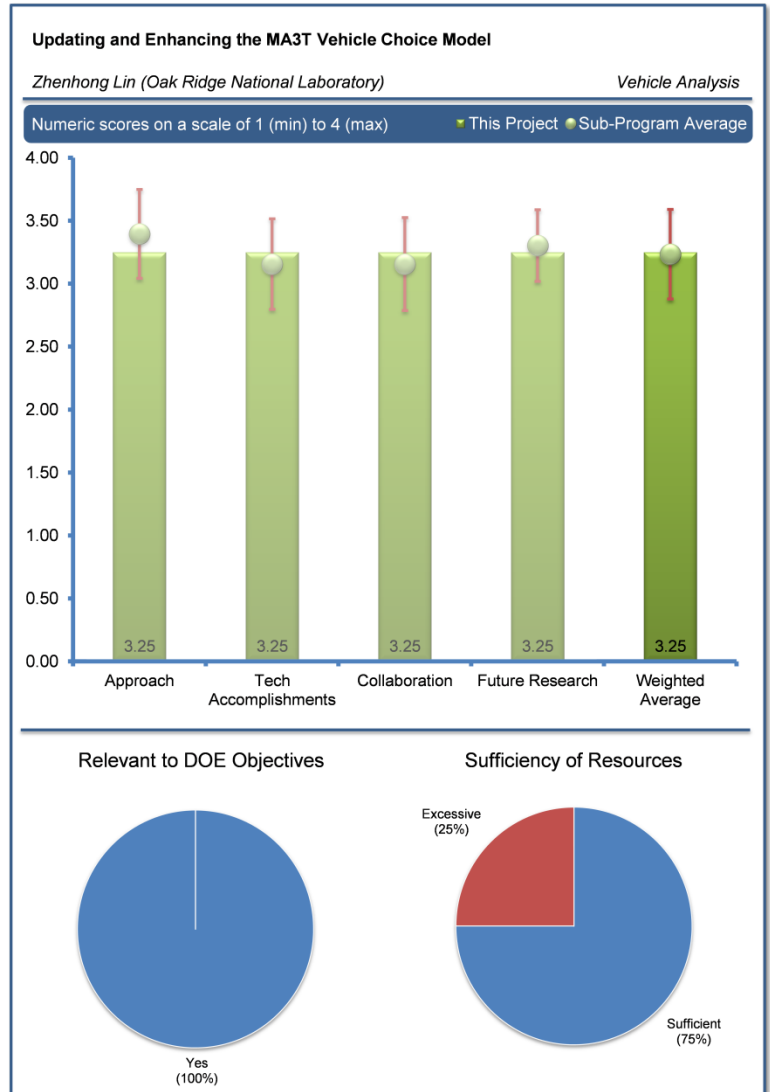 Updating and Enhancing the MA3T Vehicle Choice Model
Zhenhong Lin (Oak Ridge National Laboratory) Vehicle Analysis
Numeric scores on a scale of 1 (min) to 4 (max) This Project Sub-Program Average
4.00
3.50
3.00
2.50
2.00
1.50
1.00
0.50
3.25 3.25 3.25 3.25 3.25
0.00
Approach Tech Accomplishments Collaboration Future Research Weighted Average
Relevant to DOE Objectives Sufficiency of Resources
Excessive
(25%)
Sufficient
(75%)
Yes
(100%)